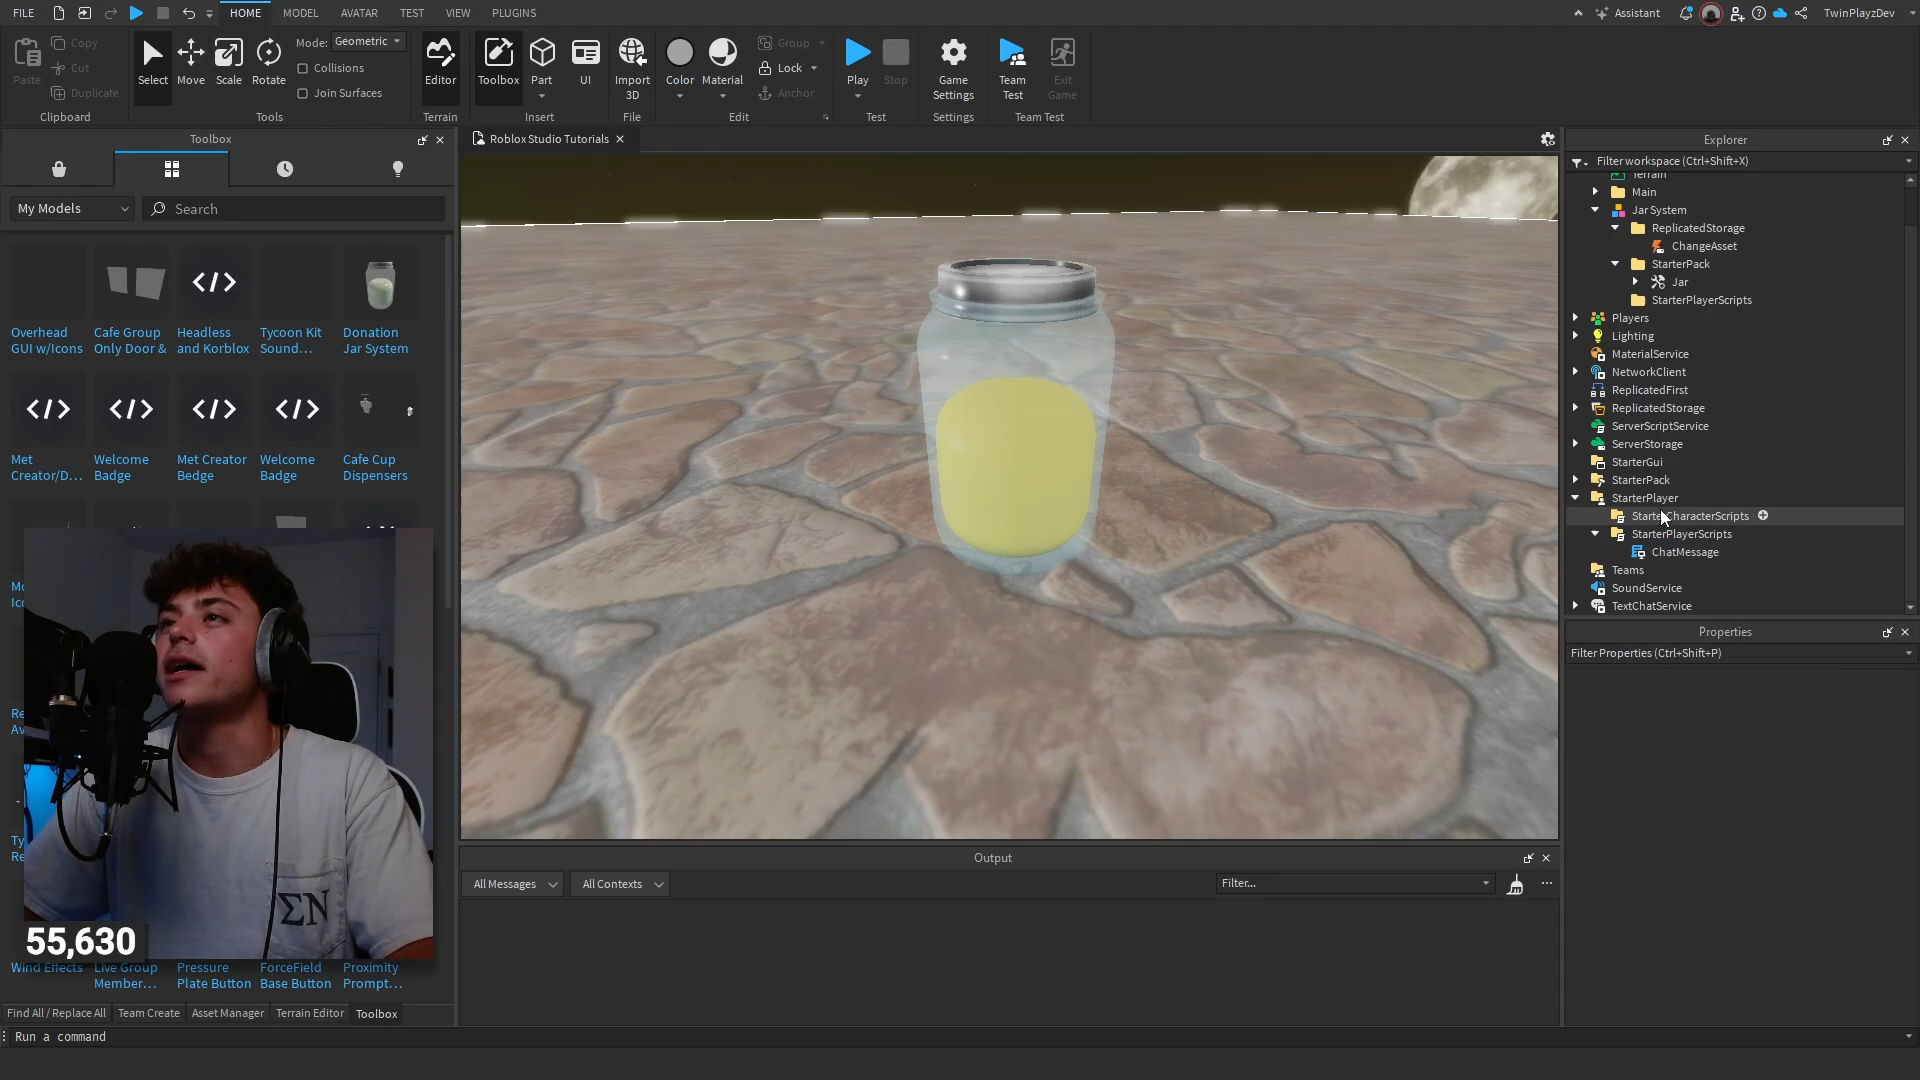 FILE
HOME
MODEL
AVATAR
TEST
VIEW
PLUGINS
Assistant
TwinPlayzDev
Paste
Copy
Cut
Duplicate
Clipboard
Select
Move
Scale
Rotate
Mode:
Geometric
Collisions
Join Surfaces
Tools
Editor
Terrain
Toolbox
Part
UI
Insert
Import
3D
File
Color
Material
Group
Lock
Anchor
Edit
Play
Stop
Test
Game
Settings
Settings
Team
Test
Exit
Game
Team Test
Toolbox
My Models
Search
Overhead
GUI w/Icons
Cafe Group
Only Door &
Headless
and Korblox
Tycoon Kit
Sound...
Donation
Jar System
Met
Creator/D...
Welcome
Badge
Met Creator
Bedge
Welcome
Badge
Cafe Cup
Dispensers
ΣN
55,630
Wind Effects
Live Group
Member...
Pressure
Plate Button
ForceField
Base Button
Proximity
Prompt...
Find All / Replace All
Team Create
Asset Manager
Terrain Editor
Toolbox
Run a command
Roblox Studio Tutorials
Output
All Messages
All Contexts
Filter...
Explorer
Filter workspace (Ctrl+Shift+X)
Terrain
Main
Jar System
ReplicatedStorage
ChangeAsset
StarterPack
Jar
StarterPlayerScripts
Players
Lighting
MaterialService
NetworkClient
ReplicatedFirst
ReplicatedStorage
ServerScriptService
ServerStorage
StarterGui
StarterPack
StarterPlayer
StarterCharacterScripts
StarterPlayerScripts
ChatMessage
Teams
SoundService
TextChatService
Properties
Filter Properties (Ctrl+Shift+P)